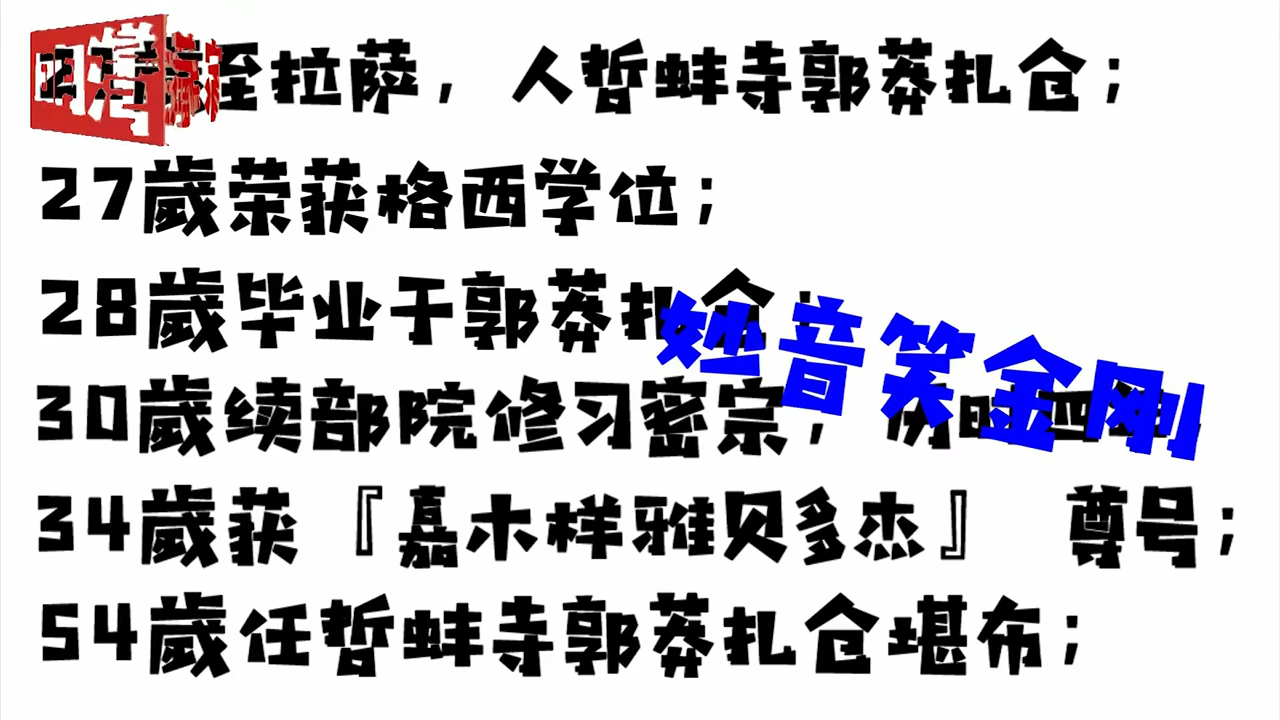 至拉萨，人哲蚌寺郭莽扎仓；
27歲荣获格西学位；
28歲毕业于郭莽扎仓；
妙音笑金刚
30歲续部院修习密宗，
34歲获『嘉木样雅贝多杰』 尊号；
54歲任哲蚌寺郭莽扎仓堪布；